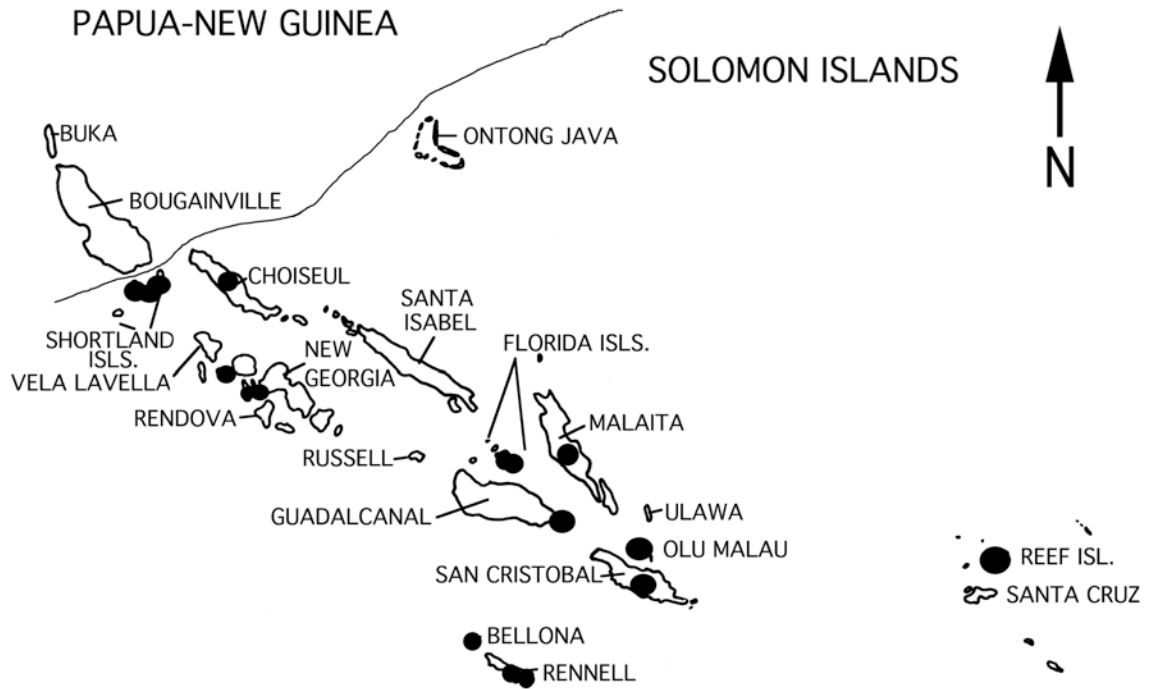 PAPUA-NEW GUINEA
SOLOMON ISLANDS
N
BUKA
ONTONG JAVA
BOUGAINVILLE
CHOISEUL
SANTA
ISABEL
SHORTLAND
ISLS.
FLORIDA ISLS.
NEW
GEORGIA
VELA LAVELLA
RENDOVA
MALAITA
RUSSELL
GUADALCANAL
ULAWA
OLU MALAU
REEF ISL.
SAN CRISTOBAL
SANTA CRUZ
BELLONA
RENNELL